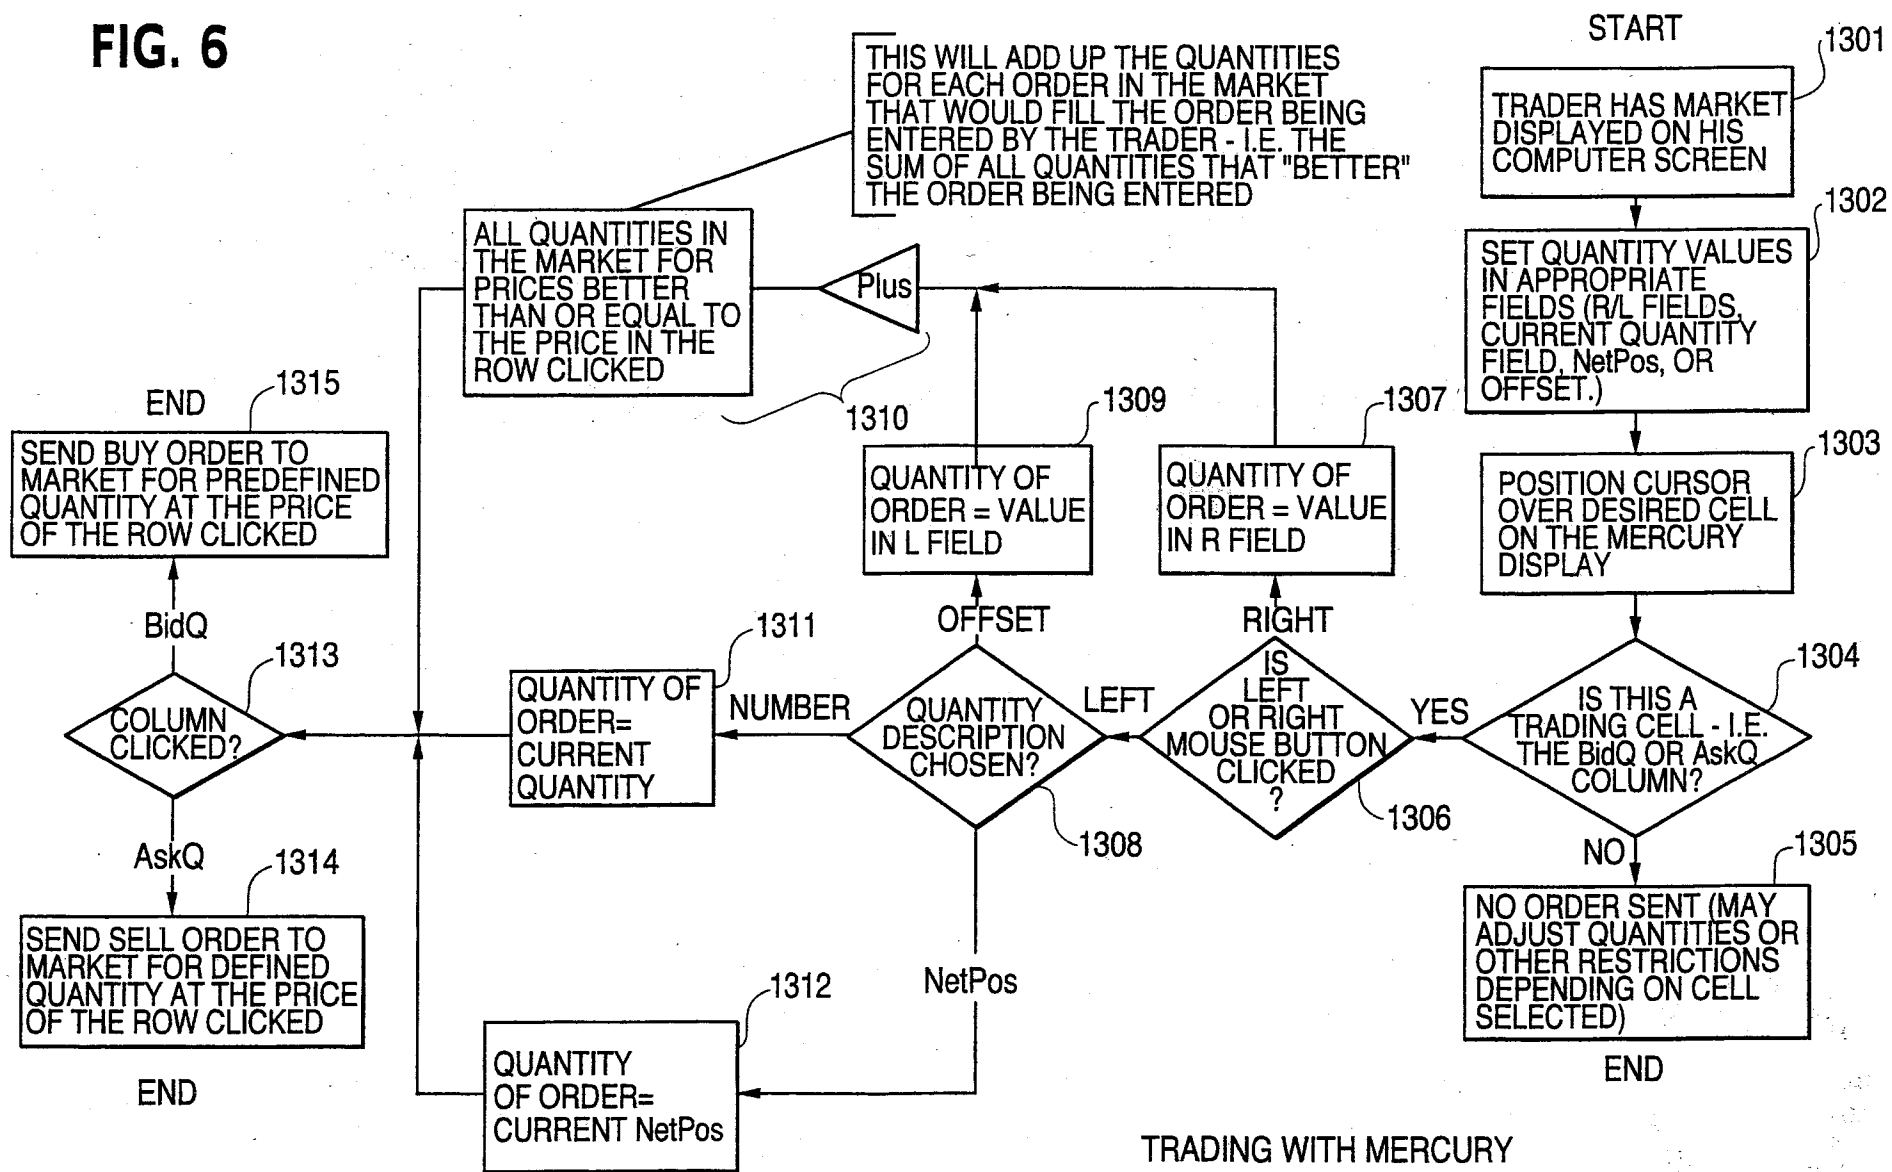 FIG. 6
START
1301
TRADER HAS MARKET
DISPLAYED ON HIS
COMPUTER SCREEN
1302
SET QUANTITY VALUES
IN APPROPRIATE
FIELDS (R/L FIELDS,
CURRENT QUANTITY
FIELD, NetPos, OR
OFFSET.)
1303
POSITION CURSOR
OVER DESIRED CELL
ON THE MERCURY
DISPLAY
1304
IS THIS A
TRADING CELL - I.E.
THE BidQ OR AskQ
COLUMN?
NO
1305
NO ORDER SENT (MAY
ADJUST QUANTITIES OR
OTHER RESTRICTIONS
DEPENDING ON CELL
SELECTED)
END
YES
IS
LEFT
OR RIGHT
MOUSE BUTTON
CLICKED
?
1306
RIGHT
1307
QUANTITY OF
ORDER = VALUE
IN R FIELD
LEFT
QUANTITY
DESCRIPTION
CHOSEN?
1308
OFFSET
1309
QUANTITY OF
ORDER = VALUE
IN L FIELD
Plus
1310
ALL QUANTITIES IN
THE MARKET FOR
PRICES BETTER
THAN OR EQUAL TO
THE PRICE IN THE
ROW CLICKED
THIS WILL ADD UP THE QUANTITIES
FOR EACH ORDER IN THE MARKET
THAT WOULD FILL THE ORDER BEING
ENTERED BY THE TRADER - I.E. THE
SUM OF ALL QUANTITIES THAT "BETTER"
THE ORDER BEING ENTERED
NUMBER
1311
QUANTITY OF
ORDER=
CURRENT
QUANTITY
NetPos
1312
QUANTITY
OF ORDER=
CURRENT NetPos
1313
COLUMN
CLICKED?
BidQ
1315
END
SEND BUY ORDER TO
MARKET FOR PREDEFINED
QUANTITY AT THE PRICE
OF THE ROW CLICKED
AskQ
1314
SEND SELL ORDER TO
MARKET FOR DEFINED
QUANTITY AT THE PRICE
OF THE ROW CLICKED
END
TRADING WITH MERCURY